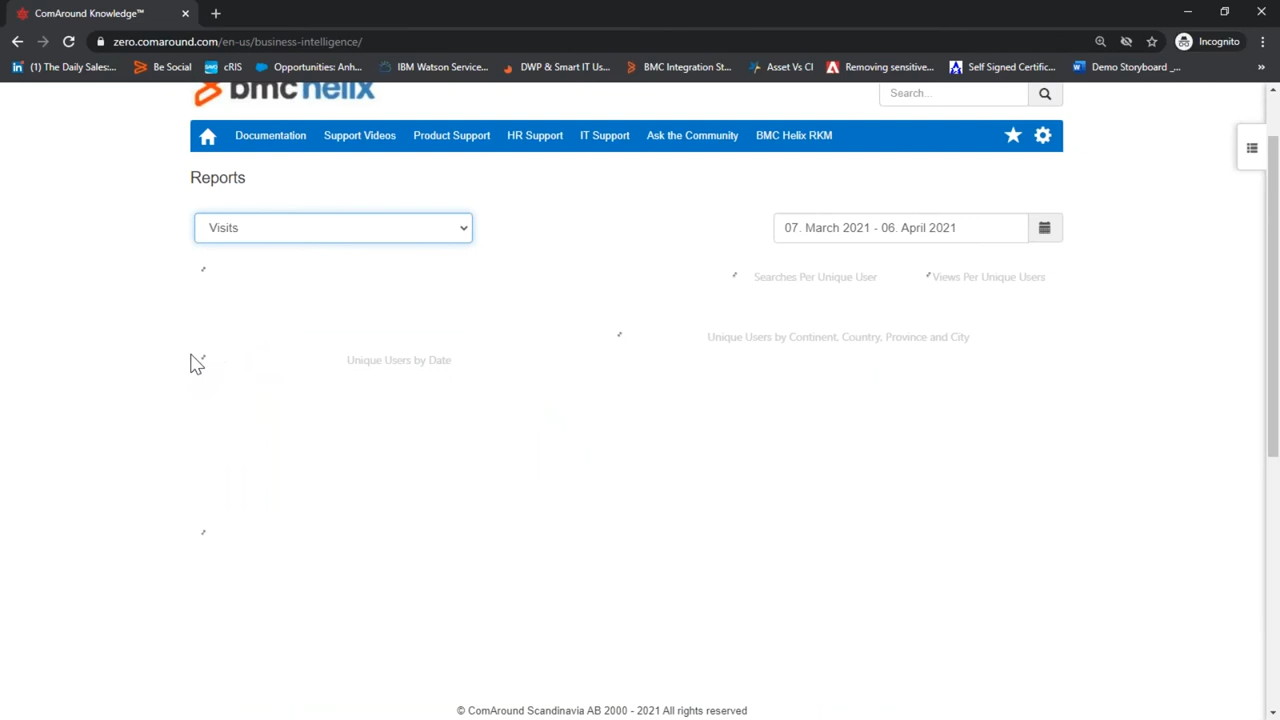 ComAround Knowledge™
zero.comaround.com/en-us/business-intelligence/
Incognito
(1) The Daily Sales:...
Be Social
cRIS
Opportunities: Anh...
IBM Watson Service...
DWP & Smart IT Us...
BMC Integration St...
Asset Vs CI
Removing sensitive...
Self Signed Certific...
Demo Storyboard _...
»
bmc helix
Search...
Documentation
Support Videos
Product Support
HR Support
IT Support
Ask the Community
BMC Helix RKM
Reports
Visits
07. March 2021 - 06. April 2021
Searches Per Unique User
Views Per Unique Users
Unique Users by Continent, Country, Province and City
Unique Users by Date
© ComAround Scandinavia AB 2000 - 2021 All rights reserved